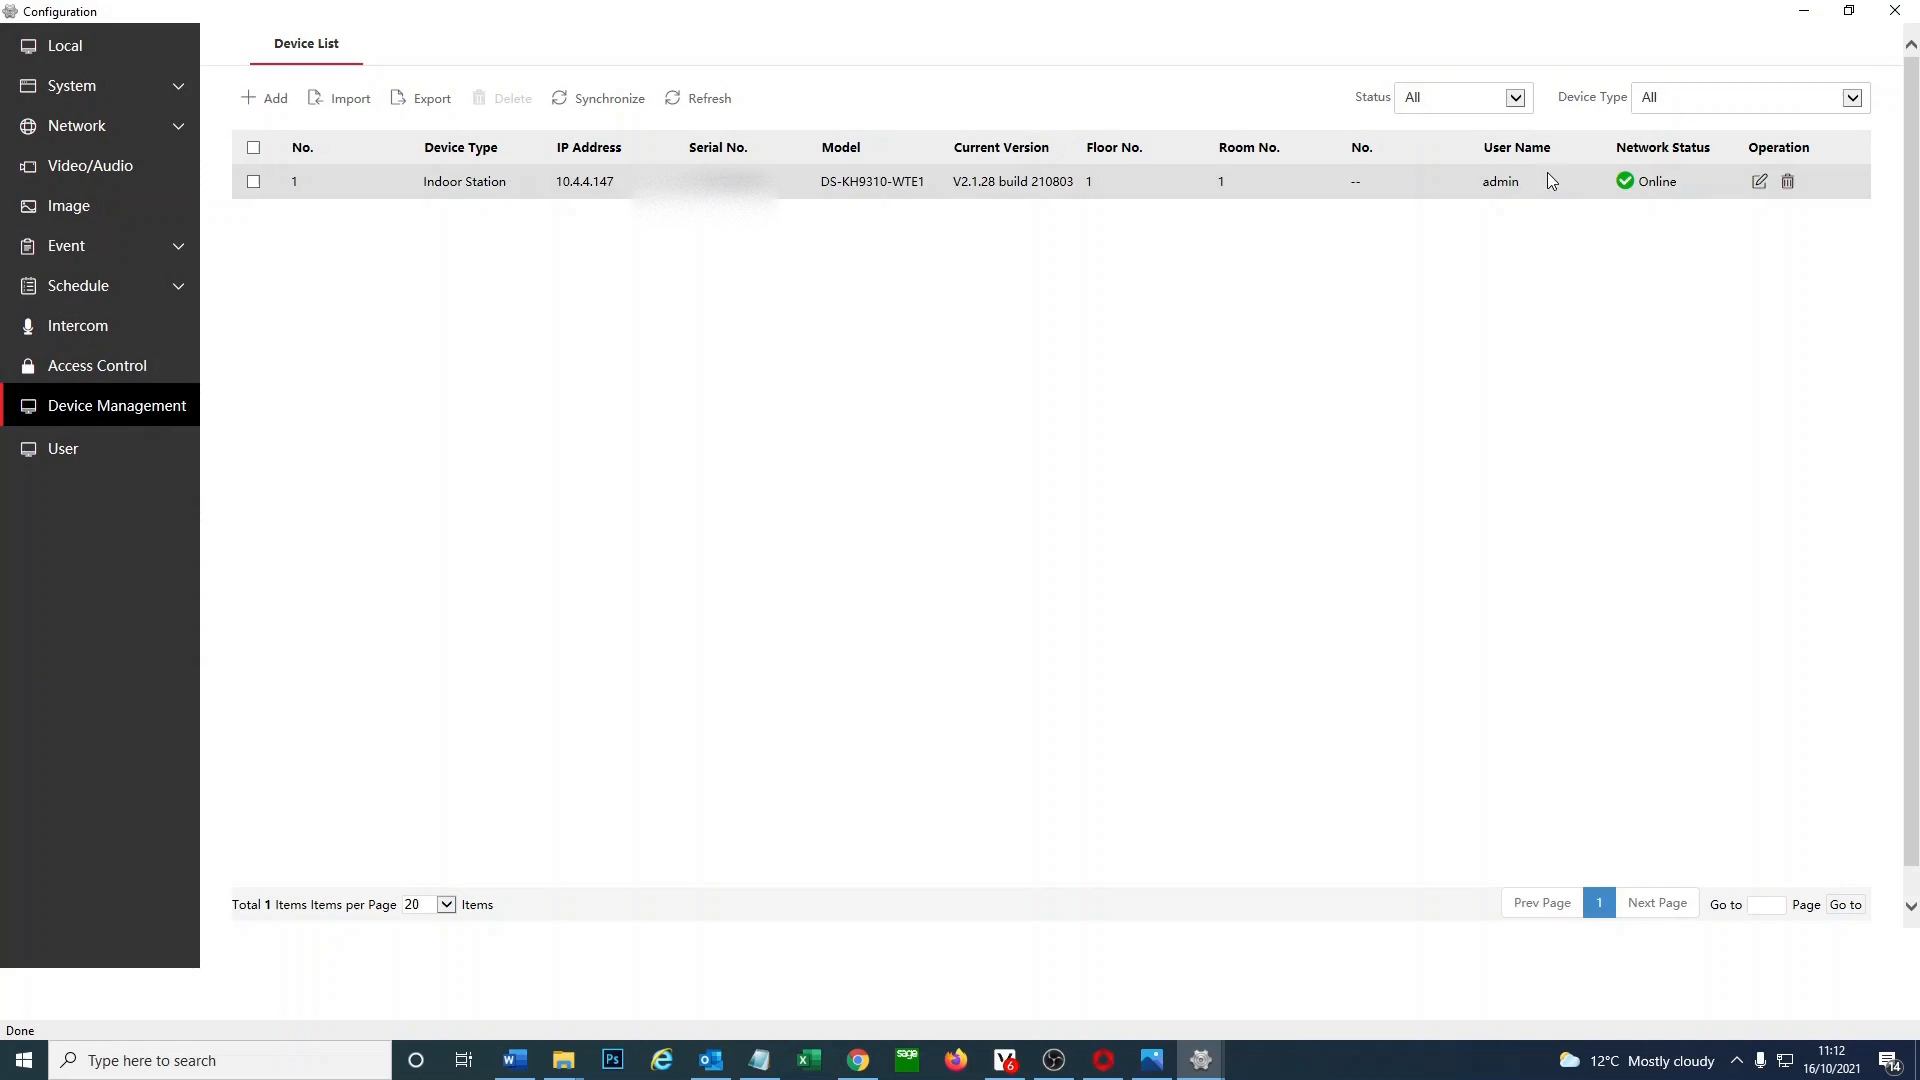 Configuration
Local
System
Network
Video/Audio
Image
Event
Schedule
Intercom
Access Control
Device Management
User
Device List
Add Import Export Delete Synchronize Refresh
Status All Device Type All
No. Device Type IP Address Serial No. Model Current Version Floor No. Room No. No. User Name Network Status Operation
1 Indoor Station 10.4.4.147 DS-KH9310-WTE1 V2.1.28 build 210803 1 1 -- admin Online
Total 1 Items Items per Page 20 Items
Prev Page 1 Next Page Go to Page Go to
Done
Type here to search
W Ps sage 6
12°C Mostly cloudy
11:12
16/10/2021
14